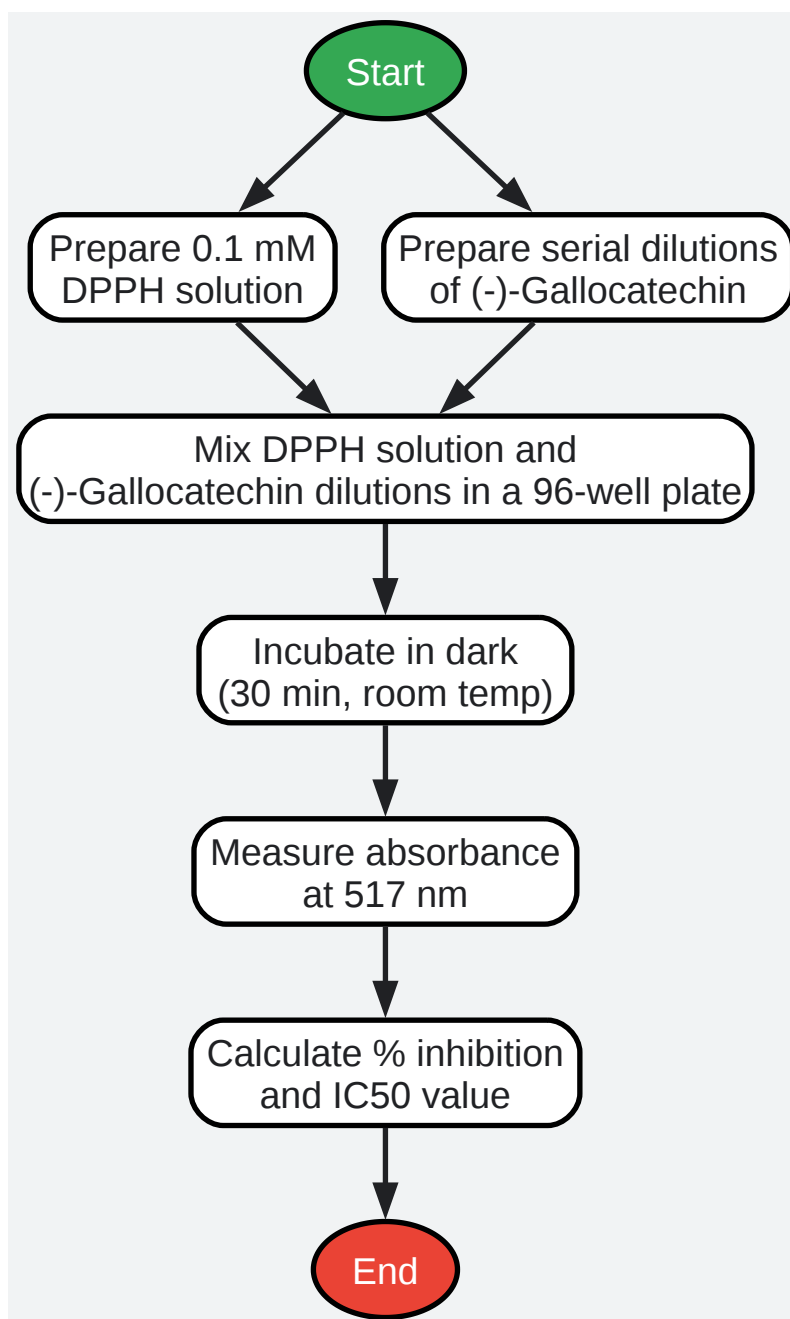 Start
Prepare 0.1 mM
DPPH solution
Prepare serial dilutions
of (-)-Gallocatechin
Mix DPPH solution and
(-)-Gallocatechin dilutions in a 96-well plate
Incubate in dark
(30 min, room temp)
Measure absorbance
at 517 nm
Calculate % inhibition
and IC50 value
End